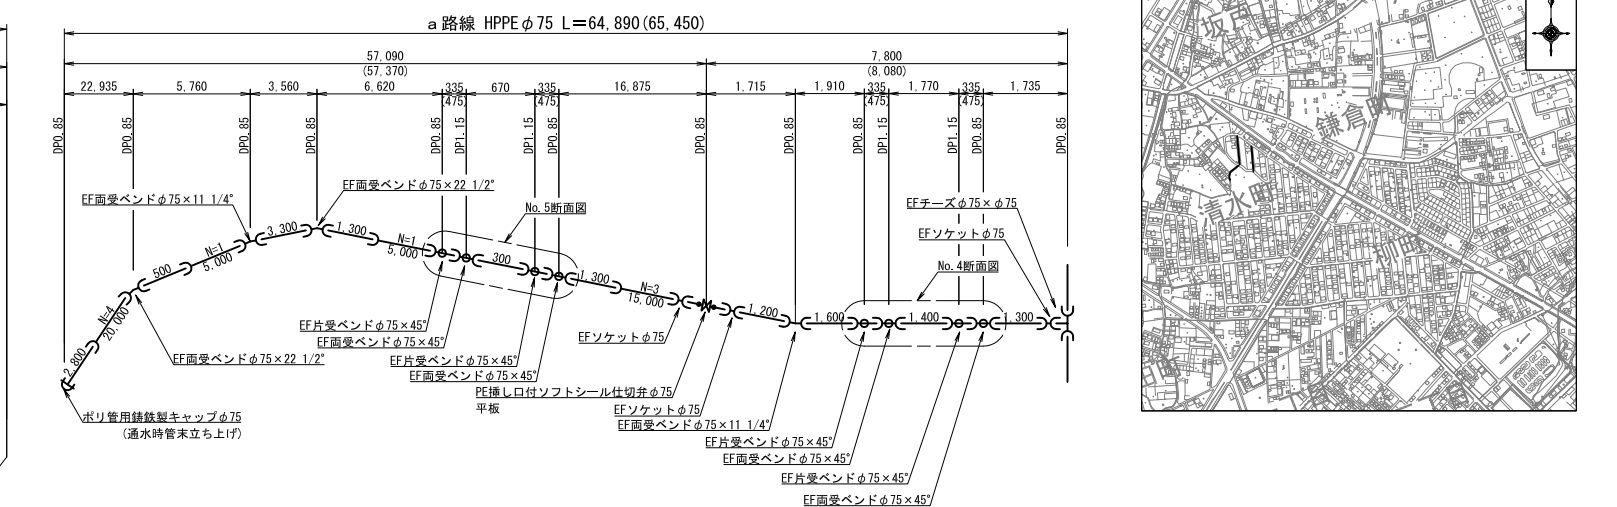 a路線 HPPEφ75 L=64,890(65,450)
57,090
(57,370)
7,800
(8,080)
22,935
5,760
3,560
6,620
335
(475)
670
335
(475)
16,875
1,715
1,910
335
(475)
1,770
335
(475)
1,735
DP0.85
DP0.85
DP0.85
DP0.85
DP0.85
DP1.15
DP1.15
DP0.85
DP0.85
DP0.85
DP0.85
DP1.15
DP1.15
DP0.85
DP0.85
EF両受ベンドφ75×11 1/4°
EF両受ベンドφ75×22 1/2°
No.5断面図
EFチーズφ75×φ75
EFソケットφ75
No.4断面図
2,800
N=4
20,000
500
N=1
5,000
3,300
1,300
N=1
5,000
300
1,300
N=3
15,000
1,200
1,600
1,400
1,300
EF片受ベンドφ75×45°
EF両受ベンドφ75×45°
EF片受ベンドφ75×45°
EF両受ベンドφ75×45°
EFソケットφ75
EF両受ベンドφ75×22 1/2°
PE挿し口付ソフトシール仕切弁φ75
平板
EFソケットφ75
EF両受ベンドφ75×11 1/4°
EF片受ベンドφ75×45°
EF両受ベンドφ75×45°
EF片受ベンドφ75×45°
EF両受ベンドφ75×45°
ポリ管用鋳鉄製キャップφ75
(通水時管末立ち上げ)
鎌倉町
清水町
柳町